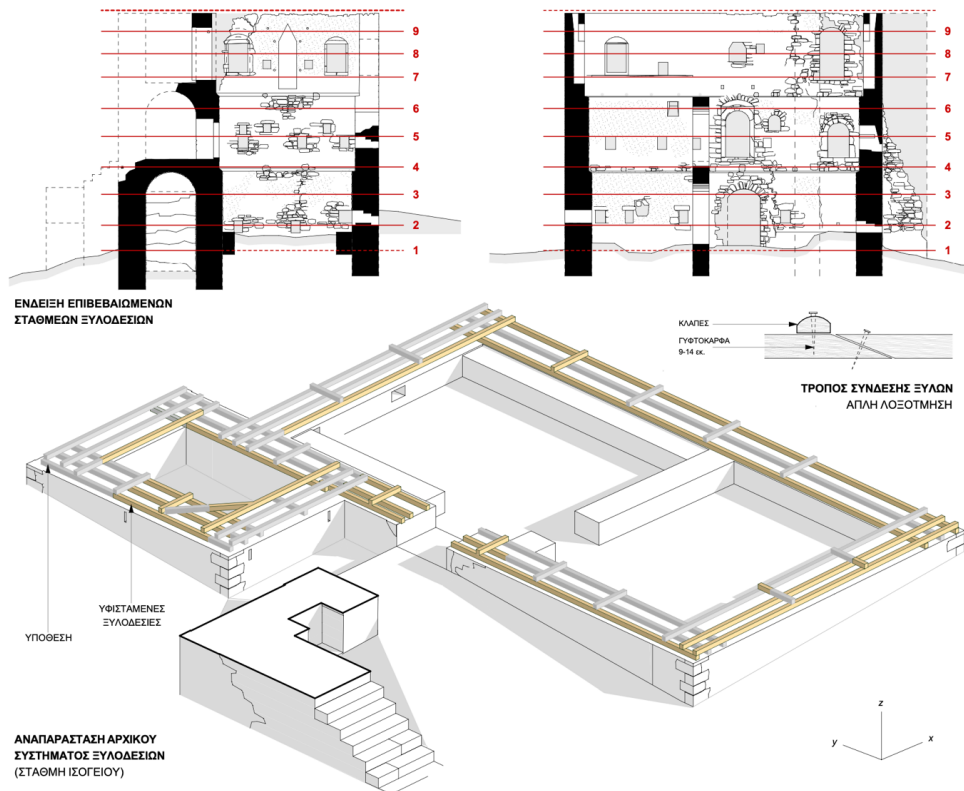 9
8
7
6
5
4
3
2
1
9
8
7
6
5
4
3
2
1
ΕΝΔΕΙΞΗ ΕΠΙΒΕΒΑΙΩΜΕΝΩΝ
ΣΤΑΘΜΕΩΝ ΞΥΛΟΔΕΣΙΩΝ
ΚΛΑΠΕΣ
ΓΥΦΤΟΚΑΡΦΑ
9-14 εκ.
ΤΡΟΠΟΣ ΣΥΝΔΕΣΗΣ ΞΥΛΩΝ
ΑΠΛΗ ΛΟΞΟΤΜΗΣΗ
ΥΦΙΣΤΑΜΕΝΕΣ
ΞΥΛΟΔΕΣΙΕΣ
ΥΠΟΘΕΣΗ
ΑΝΑΠΑΡΑΣΤΑΣΗ ΑΡΧΙΚΟΥ
ΣΥΣΤΗΜΑΤΟΣ ΞΥΛΟΔΕΣΙΩΝ
(ΣΤΑΘΜΗ ΙΣΟΓΕΙΟΥ)
z
y
x